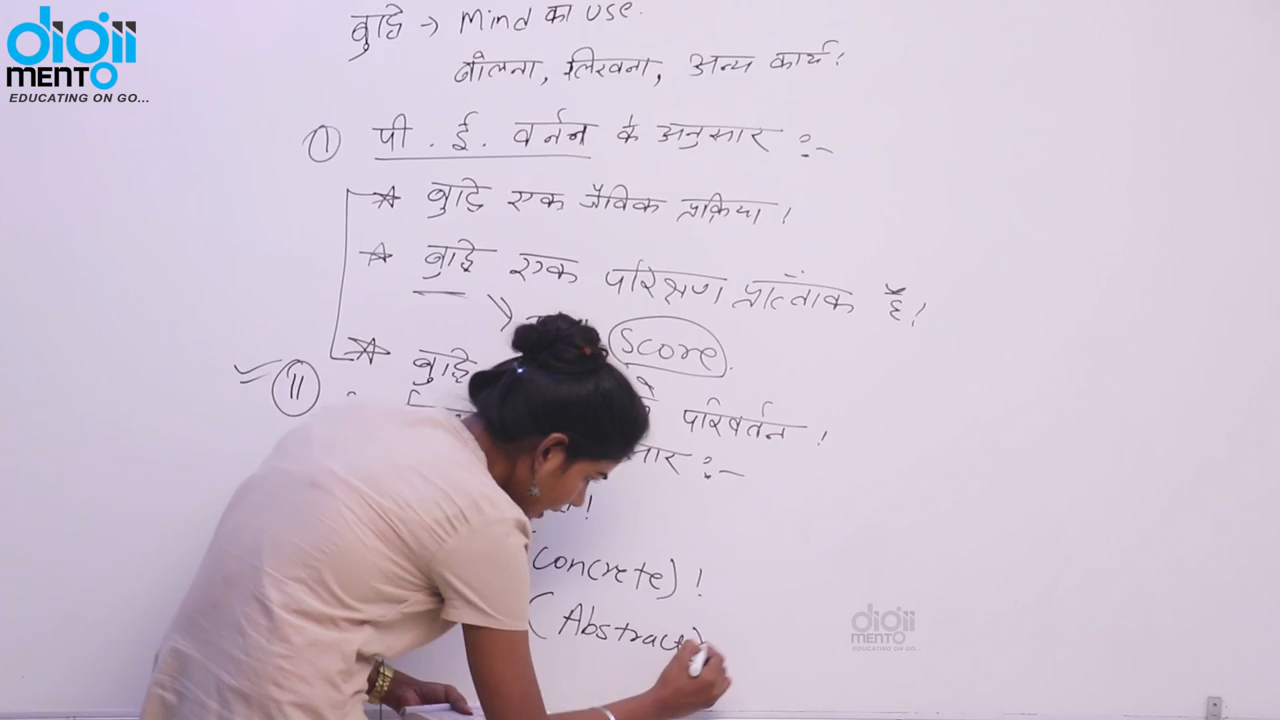 digii
MENTO
EDUCATING ON GO...
बुद्धि → Mind का use.
बोलना, लिखना, अन्य कार्य।
① पी. ई. वर्नन के अनुसार :-
☆ बुद्धि एक जैविक प्रक्रिया।
☆ बुद्धि एक परिक्षण प्राप्तांक है।
Score.
☆ बुद्धि
परिवर्तन।
II
:-
(Concrete)।
(Abstract)
digii
MENTO
EDUCATING ON GO...